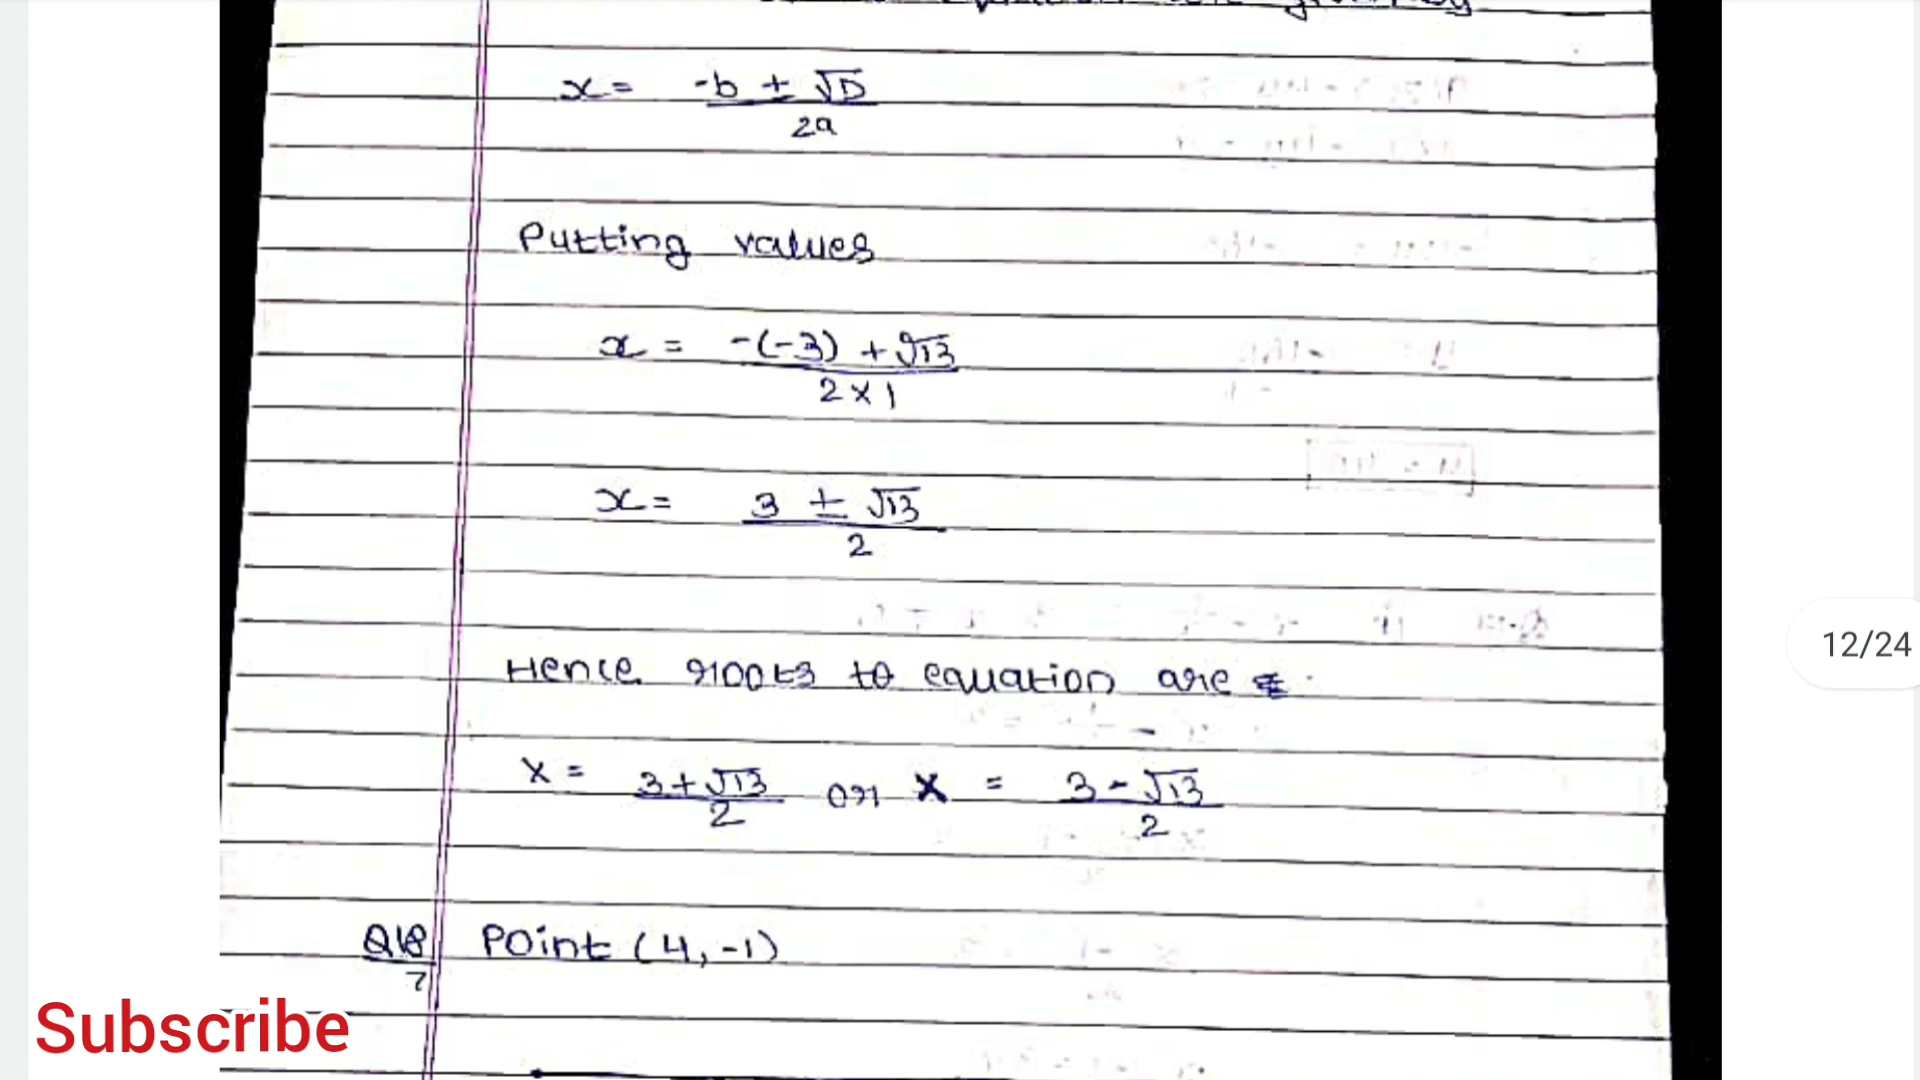 x = -b ± √D
2a
Putting values
x = -(-3) + √13
2 × 1
x = 3 ± √13
2
12/24
Hence roots to equation are
x = 3+√13 or x = 3-√13
2 2
Q18 Point (4, -1)
7
Subscribe